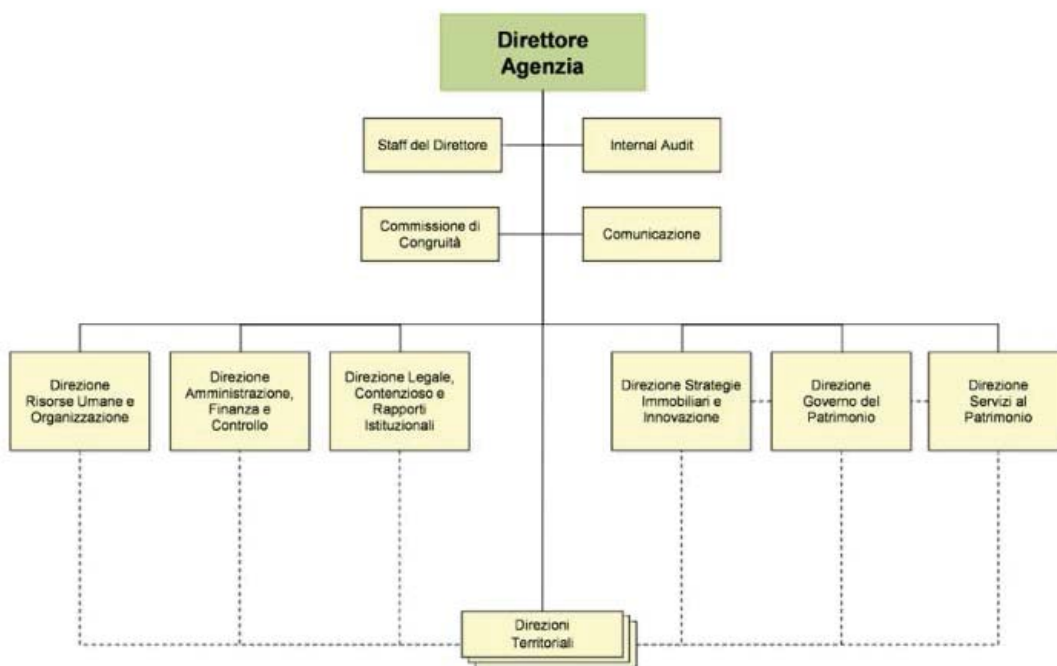 Direttore
Agenzia
Staff del Direttore
Internal Audit
Commissione di
Congruità
Comunicazione
Direzione
Risorse Umane e
Organizzazione
Direzione
Amministrazione,
Finanza e
Controllo
Direzione Legale,
Contenzioso e
Rapporti
Istituzionali
Direzione Strategie
Immobiliari e
Innovazione
Direzione
Governo del
Patrimonio
Direzione
Servizi al
Patrimonio
Direzioni
Territoriali